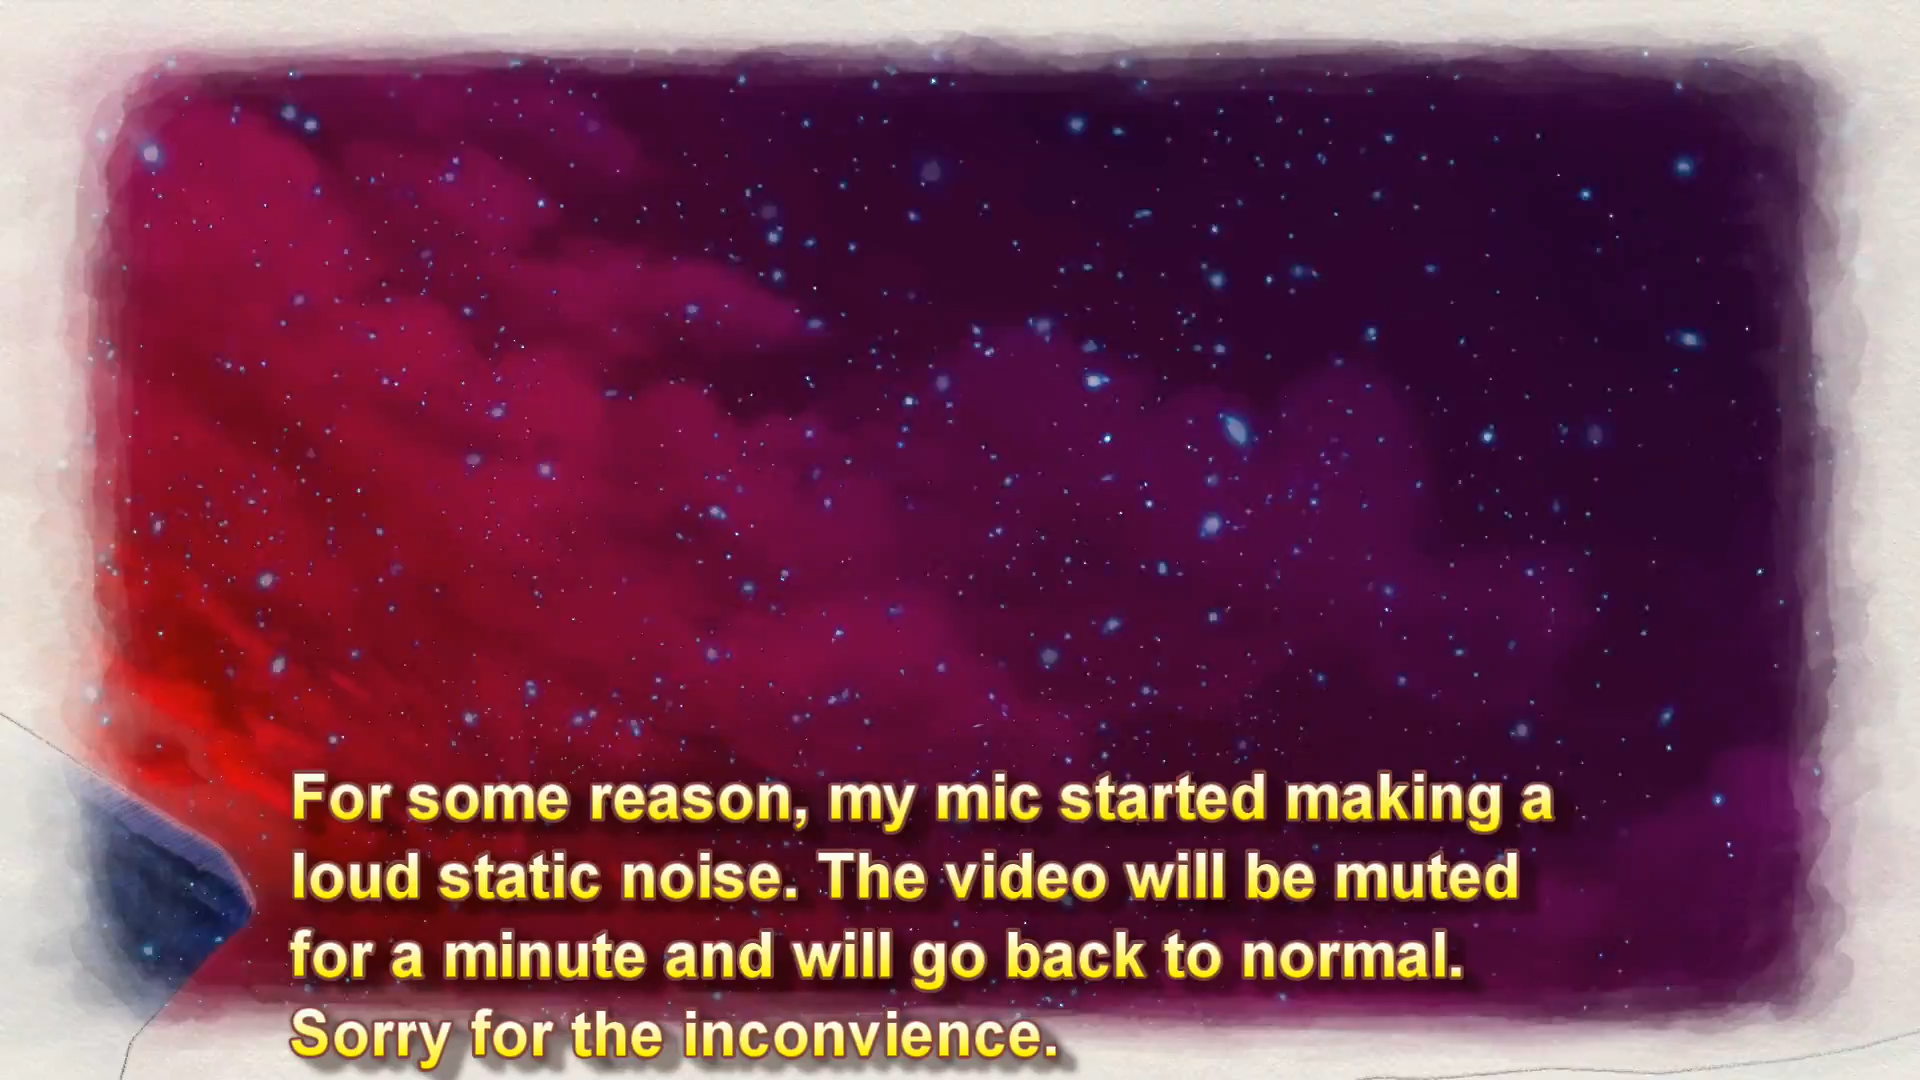 For some reason, my mic started making a
loud static noise. The video will be muted
for a minute and will go back to normal.
Sorry for the inconvience.